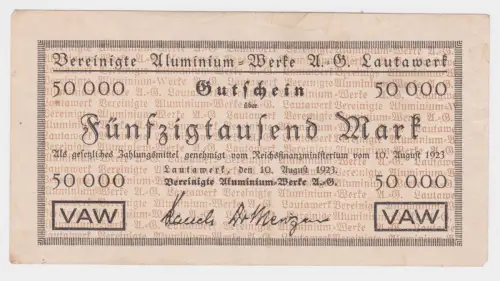 Vereinigte Aluminium-Werke A.-G. Lautawerk
50 000 Gutschein 50 000
über
Fünfzigtausend Mark
Als gesetzliches Zahlungsmittel genehmigt vom Reichsfinanzministerium vom 10. August 1923
Lautawerk, den 10. August 1923.
50 000 Vereinigte Aluminium-Werke A.-G. 50 000
VAW VAW